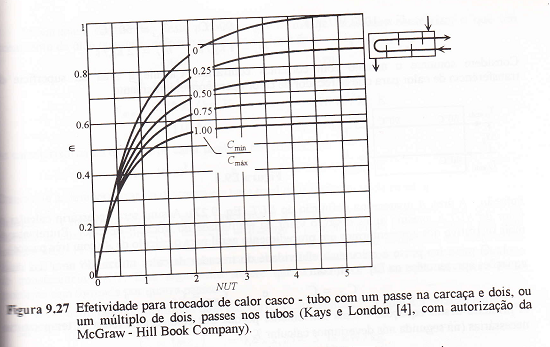 1
0
0.8
0.25
0.50
0.75
0.6
1.00
ϵ
Cmín
Cmáx
0.4
0.2
0
0 1 2 3 4 5
NUT
Figura 9.27 Efetividade para trocador de calor casco - tubo com um passe na carcaça e dois, ou
um múltiplo de dois, passes nos tubos (Kays e London [4], com autorização da
McGraw - Hill Book Company).